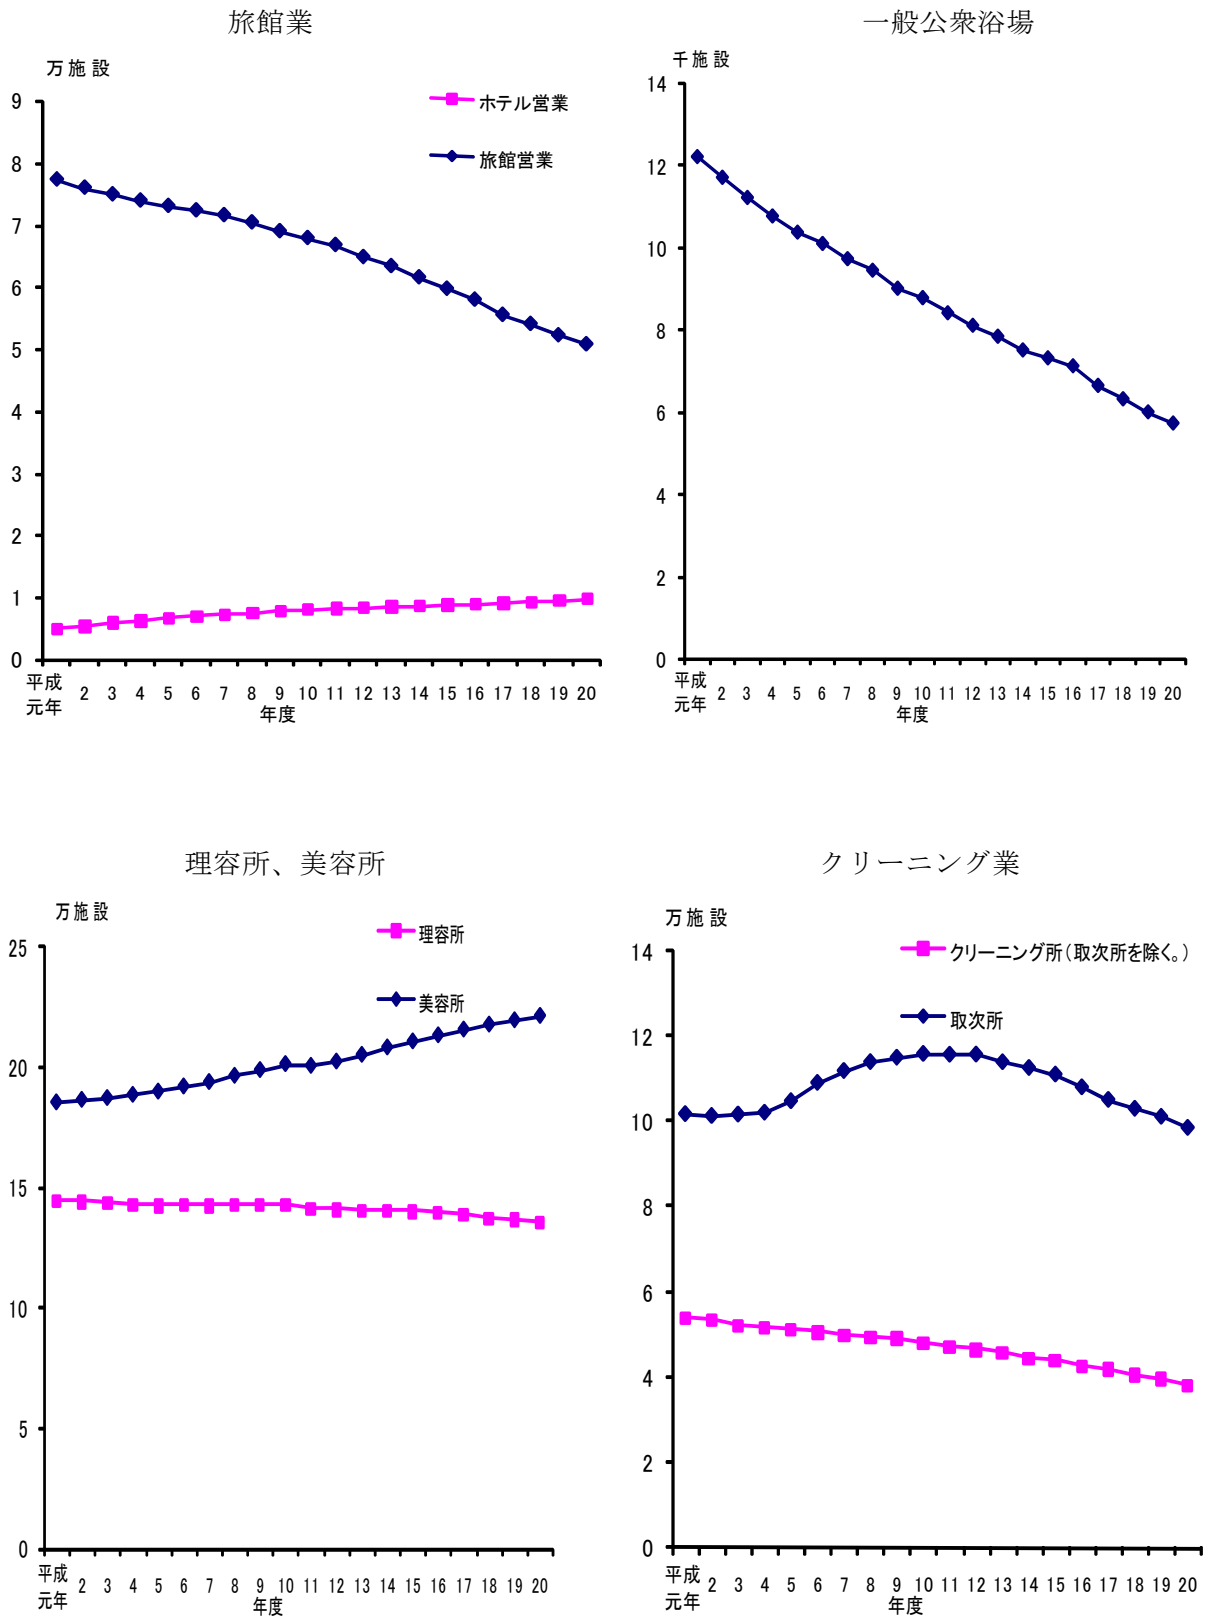 旅館業
万施設
ホテル営業
旅館営業
9
8
7
6
5
4
3
2
1
0
平成
元年 2 3 4 5 6 7 8 9 10 11 12 13 14 15 16 17 18 19 20
年度
一般公衆浴場
千施設
14
12
10
8
6
4
2
0
平成
元年 2 3 4 5 6 7 8 9 10 11 12 13 14 15 16 17 18 19 20
年度
理容所、美容所
万施設
理容所
美容所
25
20
15
10
5
0
平成
元年 2 3 4 5 6 7 8 9 10 11 12 13 14 15 16 17 18 19 20
年度
クリーニング業
万施設
クリーニング所(取次所を除く。)
取次所
14
12
10
8
6
4
2
0
平成
元年 2 3 4 5 6 7 8 9 10 11 12 13 14 15 16 17 18 19 20
年度